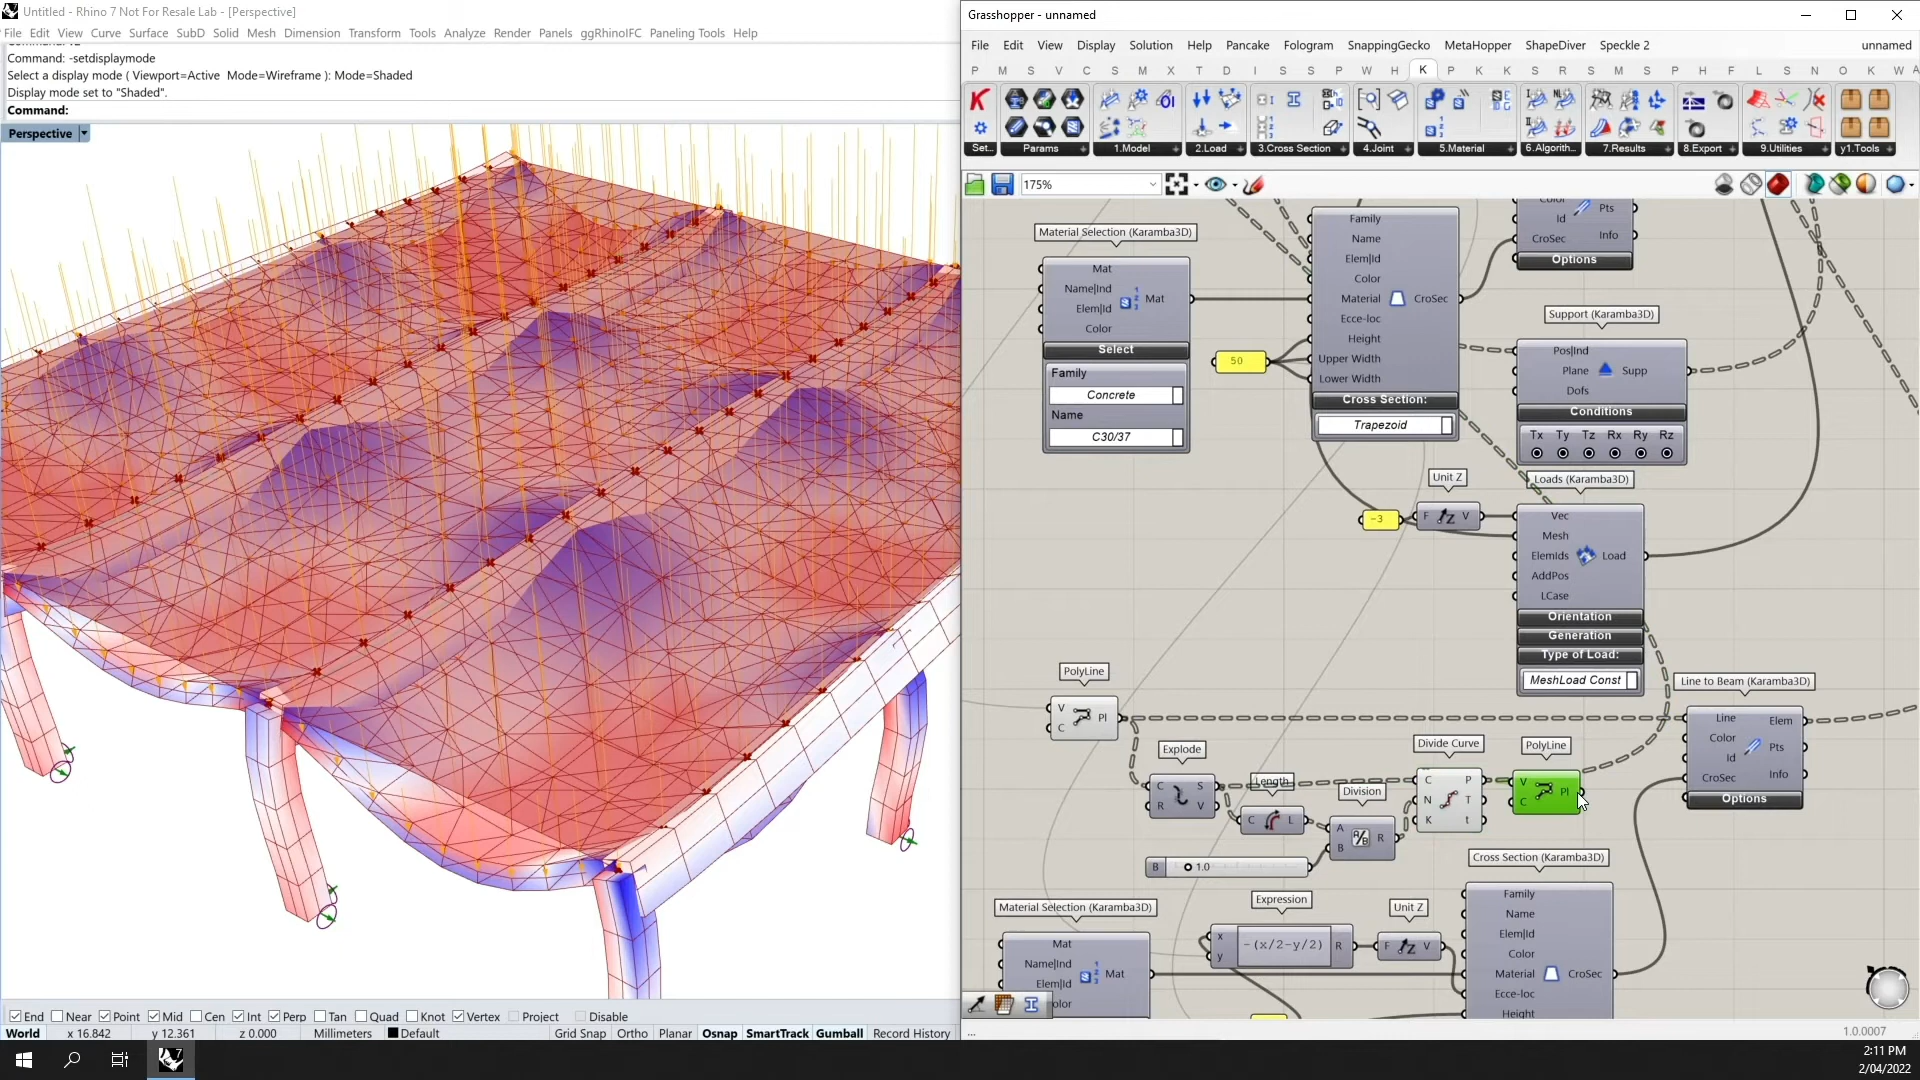 Untitled - Rhino 7 Not For Resale Lab - [Perspective]
File Edit View Curve Surface SubD Solid Mesh Dimension Transform Tools Analyze Render Panels ggRhinoIFC Paneling Tools Help
Command: -setdisplaymode
Select a display mode ( Viewport=Active Mode=Wireframe ): Mode=Shaded
Display mode set to "Shaded".
Command:
Perspective
End Near Point Mid Cen Int Perp Tan Quad Knot Vertex Project Disable
World x 16.842 y 12.361 z 0.000 Millimeters Default Grid Snap Ortho Planar Osnap SmartTrack Gumball Record History
Grasshopper - unnamed
File Edit View Display Solution Help Pancake Fologram SnappingGecko MetaHopper ShapeDiver Speckle 2 unnamed
P M S V C S M X T D I S S P W H K P K K S R S M S P H F L S N O K W A
Set... Params 1.Model 2.Load 3.Cross Section 4.Joint 5.Material 6.Algorith... 7.Results 8.Export 9.Utilities y1.Tools
175%
Material Selection (Karamba3D)
Mat
Name|Ind
Elem|Id
Color
Mat
Select
Family
Concrete
Name
C30/37
50
Family
Name
Elem|Id
Color
Material
Ecce-loc
Height
Upper Width
Lower Width
CroSec
Cross Section:
Trapezoid
Id
CroSec
Pts
Info
Options
Support (Karamba3D)
Pos|Ind
Plane
Dofs
Supp
Conditions
Tx Ty Tz Rx Ry Rz
Unit Z
-3
F V
Loads (Karamba3D)
Vec
Mesh
ElemIds
AddPos
LCase
Load
Orientation
Generation
Type of Load:
MeshLoad Const
PolyLine
V
C
Pl
Explode
C S
R V
Length
C L
Division
A
B
R
B 1.0
Divide Curve
C P
N T
K t
PolyLine
V
C
Pl
Line to Beam (Karamba3D)
Line
Color
Id
CroSec
Elem
Pts
Info
Options
Cross Section (Karamba3D)
Family
Name
Elem|Id
Color
Material
Ecce-loc
Height
CroSec
Material Selection (Karamba3D)
Mat
Name|Ind
Elem|Id
Mat
Expression
x
y
-(x/2-y/2)
R
Unit Z
F V
...
1.0.0007
2:11 PM
2/04/2022